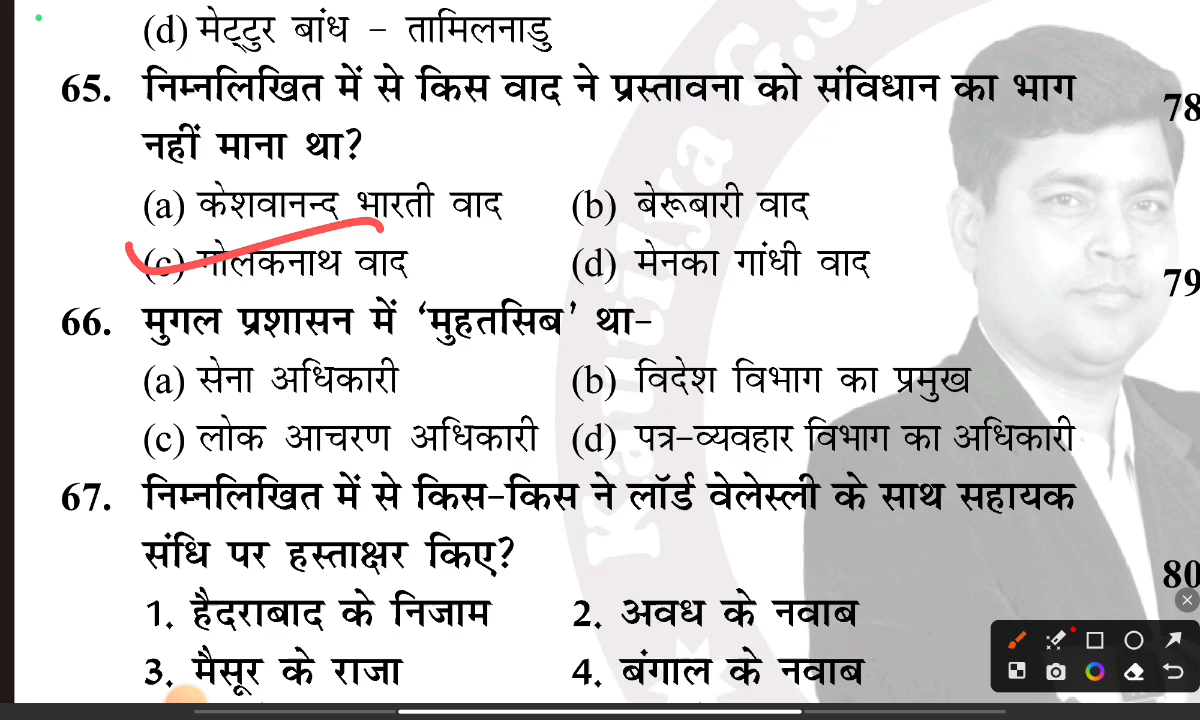 (d) मेट्टुर बांध – तामिलनाडु
65. निम्नलिखित में से किस वाद ने प्रस्तावना को संविधान का भाग
78
नहीं माना था?
(a) केशवानन्द भारती वाद (b) बेरूबारी वाद
(c) गोलकनाथ वाद (d) मेनका गांधी वाद
79
66. मुगल प्रशासन में ‘मुहतसिब’ था–
(a) सेना अधिकारी (b) विदेश विभाग का प्रमुख
(c) लोक आचरण अधिकारी (d) पत्र–व्यवहार विभाग का अधिकारी
67. निम्नलिखित में से किस-किस ने लॉर्ड वेलेस्ली के साथ सहायक
संधि पर हस्ताक्षर किए?
80
1. हैदराबाद के निजाम 2. अवध के नवाब
3. मैसूर के राजा 4. बंगाल के नवाब
Kautilya G.S.